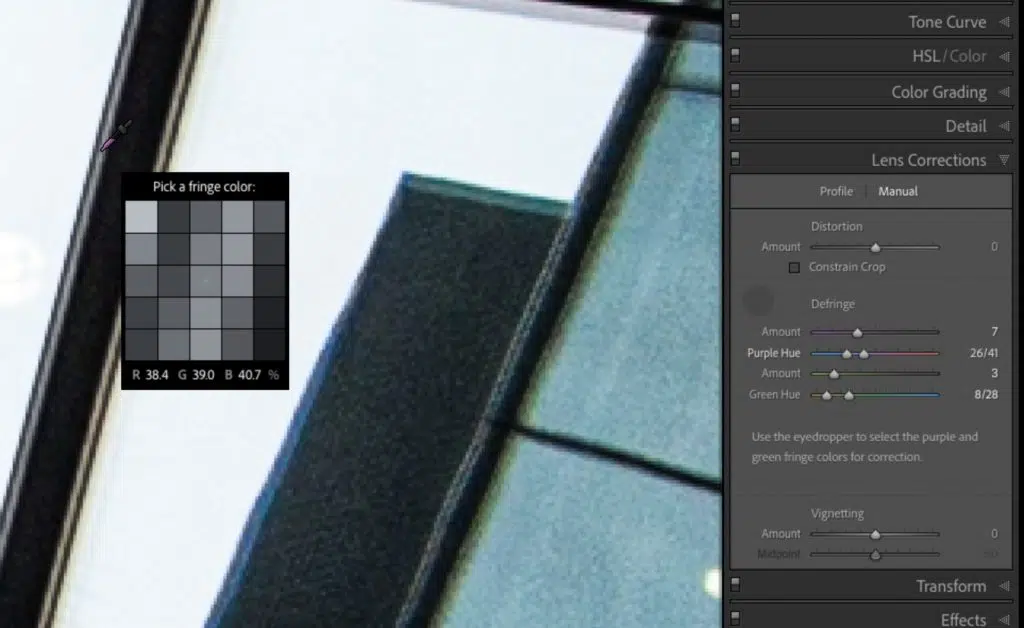 Tone Curve
HSL / Color
Color Grading
Detail
Lens Corrections
Profile | Manual
Distortion
Amount 0
Constrain Crop
Defringe
Amount 7
Purple Hue 26/41
Amount 3
Green Hue 8/28
Use the eyedropper to select the purple and
green fringe colors for correction.
Vignetting
Amount 0
Midpoint 50
Transform
Effects
Pick a fringe color:
R 38.4 G 39.0 B 40.7 %